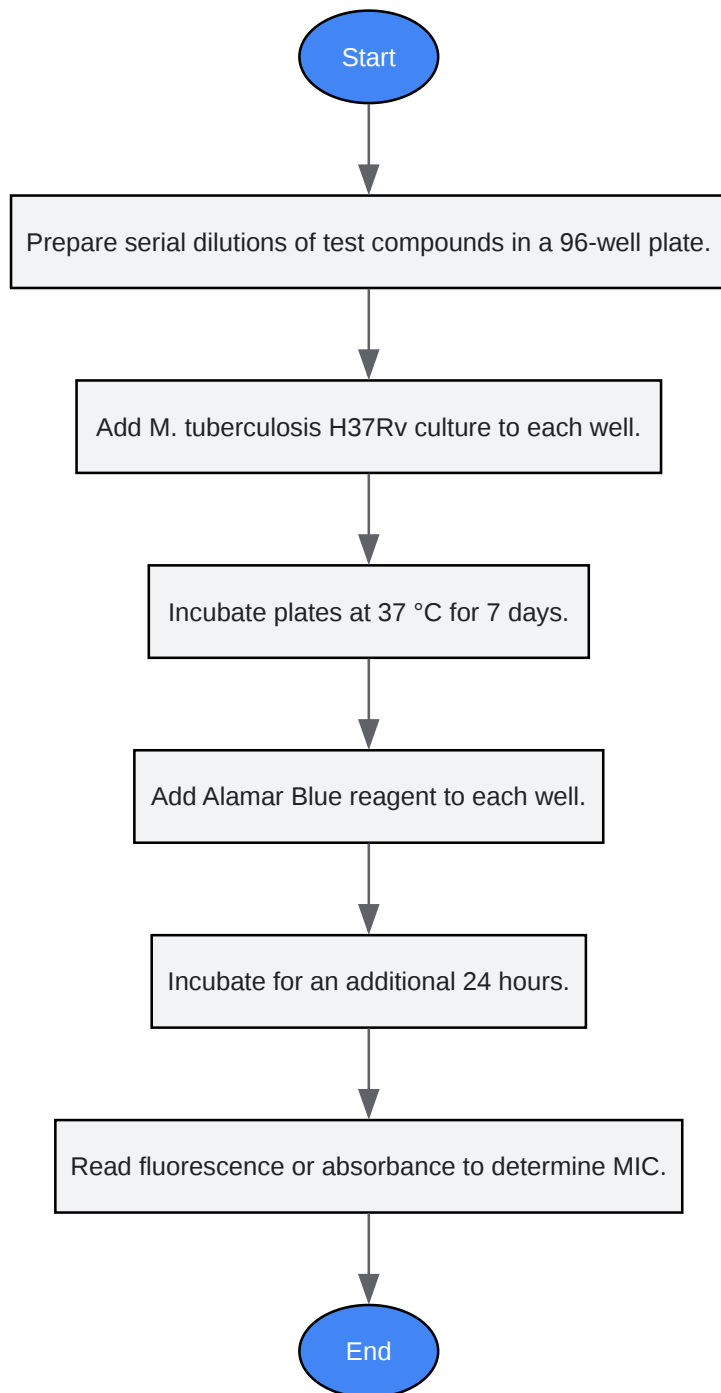 Start
Prepare serial dilutions of test compounds in a 96-well plate.
Add M. tuberculosis H37Rv culture to each well.
Incubate plates at 37 °C for 7 days.
Add Alamar Blue reagent to each well.
Incubate for an additional 24 hours.
Read fluorescence or absorbance to determine MIC.
End